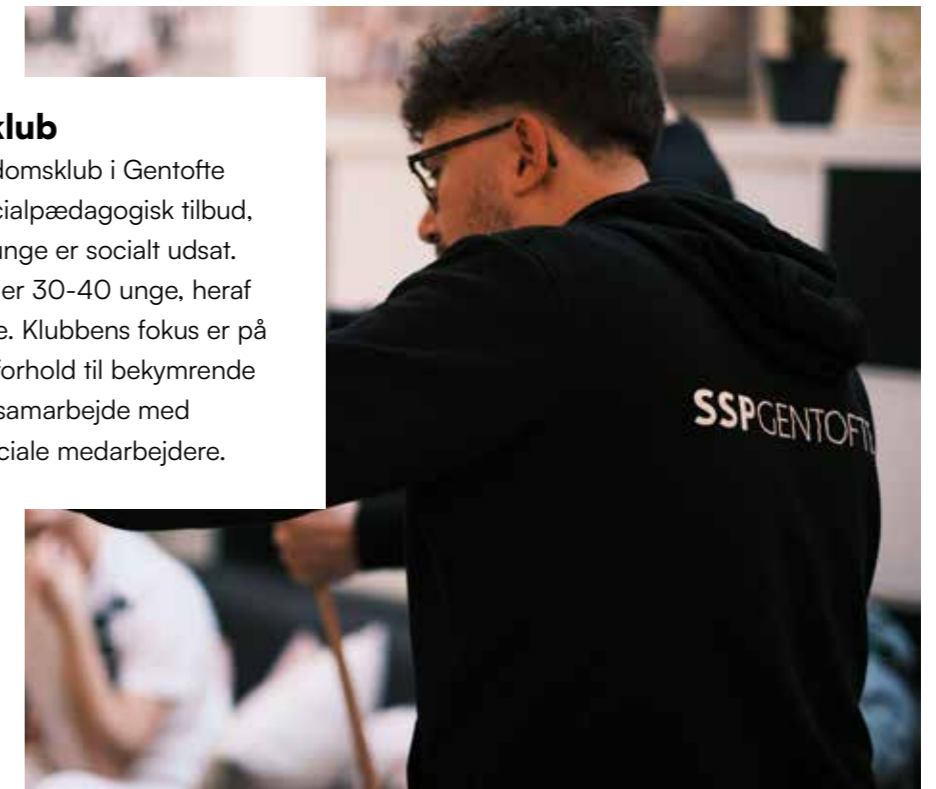 klub
domsklub i Gentofte
cialpædagogisk tilbud,
unge er socialt udsat.
er 30-40 unge, heraf
e. Klubbens fokus er på
forhold til bekymrende
samarbejde med
ciale medarbejdere.
SSPGENTOFTE